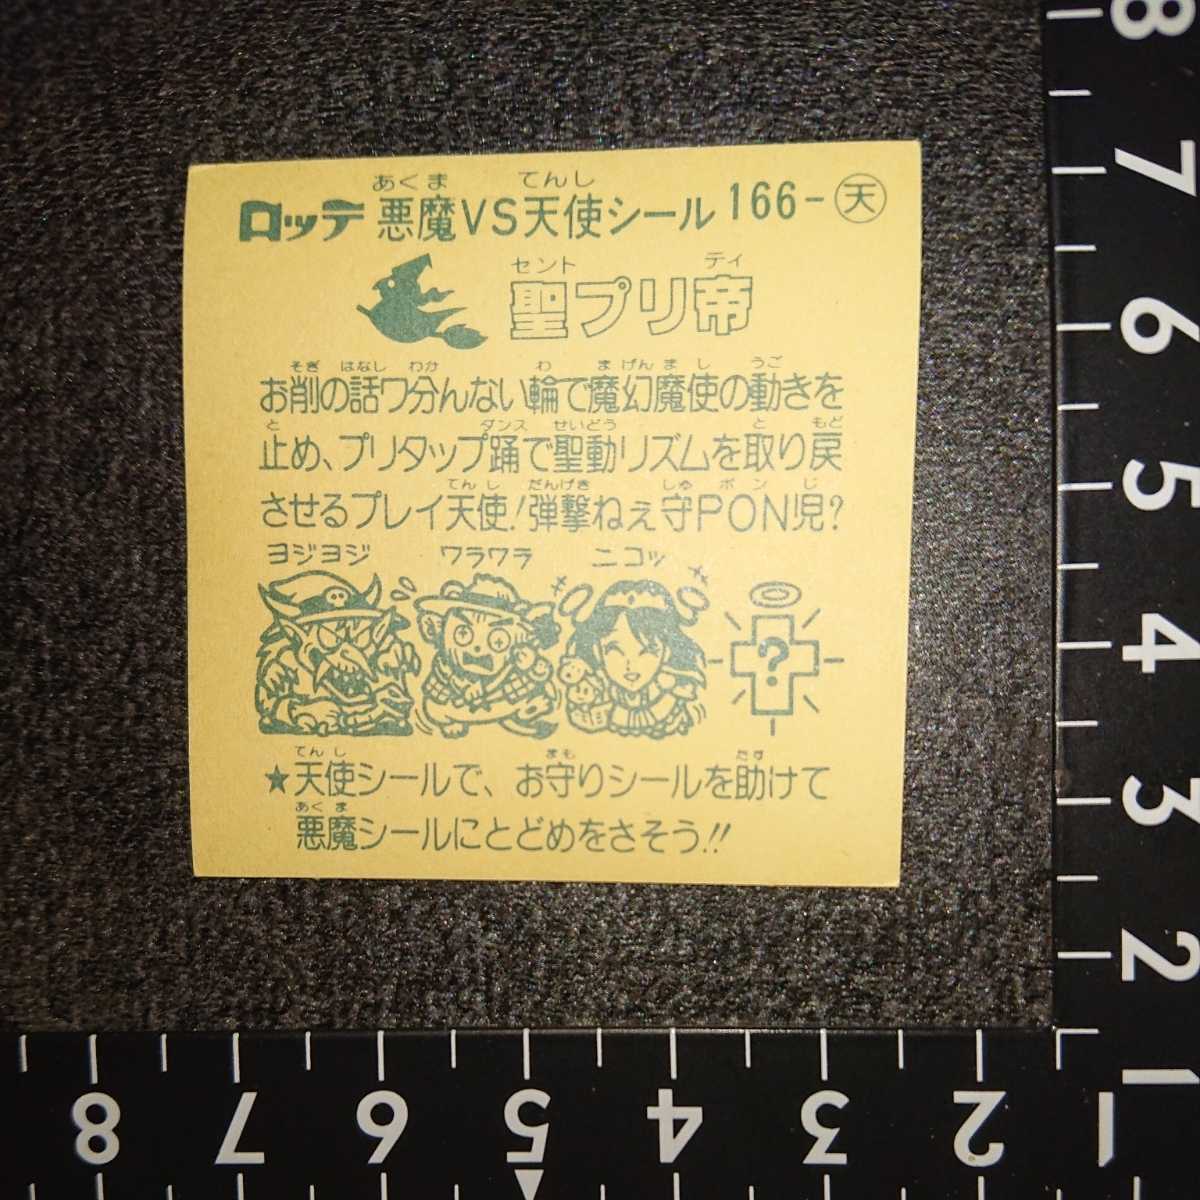 あくま てんし
ロッテ 悪魔VS天使シール 166-天
セント ディ
聖プリ帝
そぎ はなし わか わ まげんまし うご
お削の話ワ分んない輪で魔幻魔使の動きを
と ダンス せいどう と もど
止め、プリタップ踊で聖動リズムを取り戻
てんし だんげき しゅ ポン じ
させるプレイ天使!弾撃ねぇ守PON児?
ヨジヨジ ワラワラ ニコッ
?
てんし まも たす
★天使シールで、お守りシールを助けて
あくま
悪魔シールにとどめをさそう!!
8
7
6
5
4
3
2
1
8 7 6 5 4 3 2 1